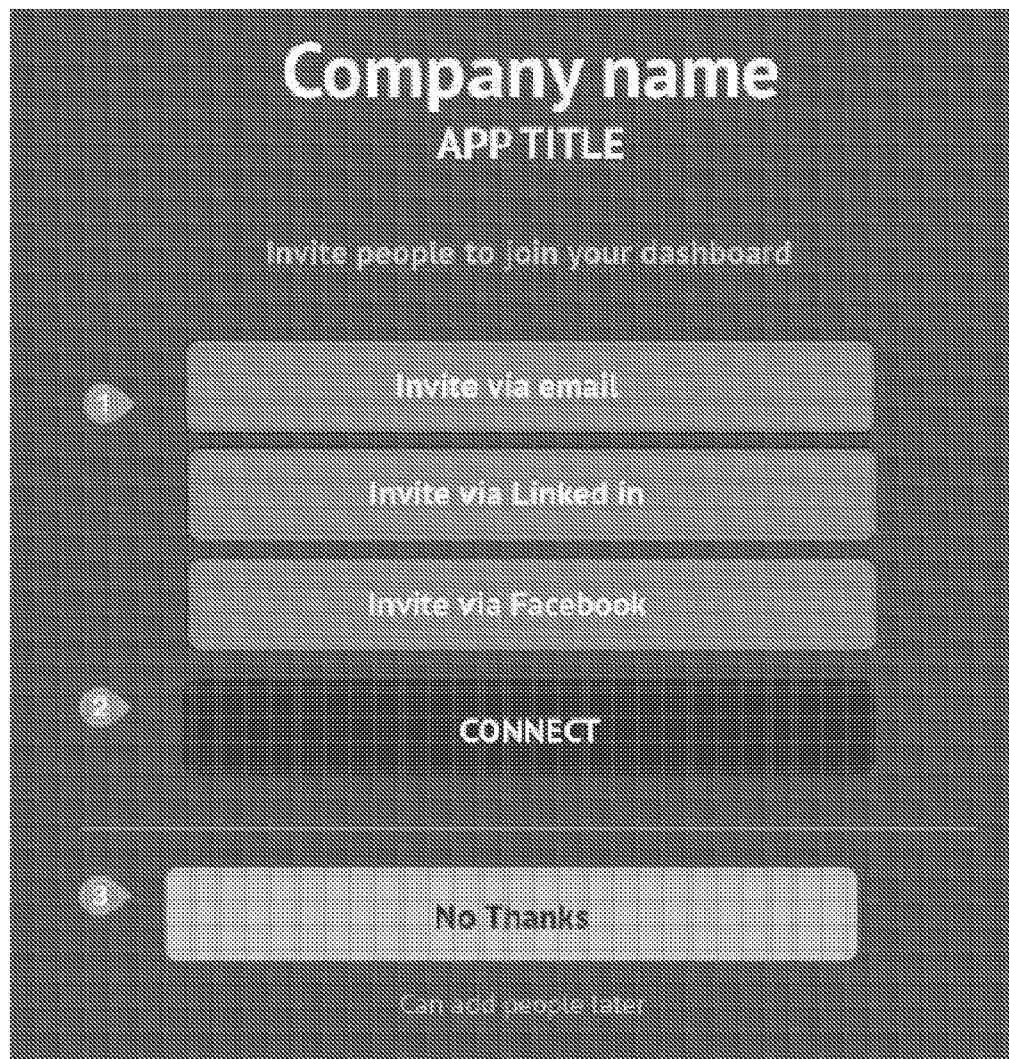 Company name
APP TITLE
Invite people to join your dashboard
1
Invite via email
Invite via Linked in
Invite via Facebook
2
CONNECT
3
No Thanks
Can add people later